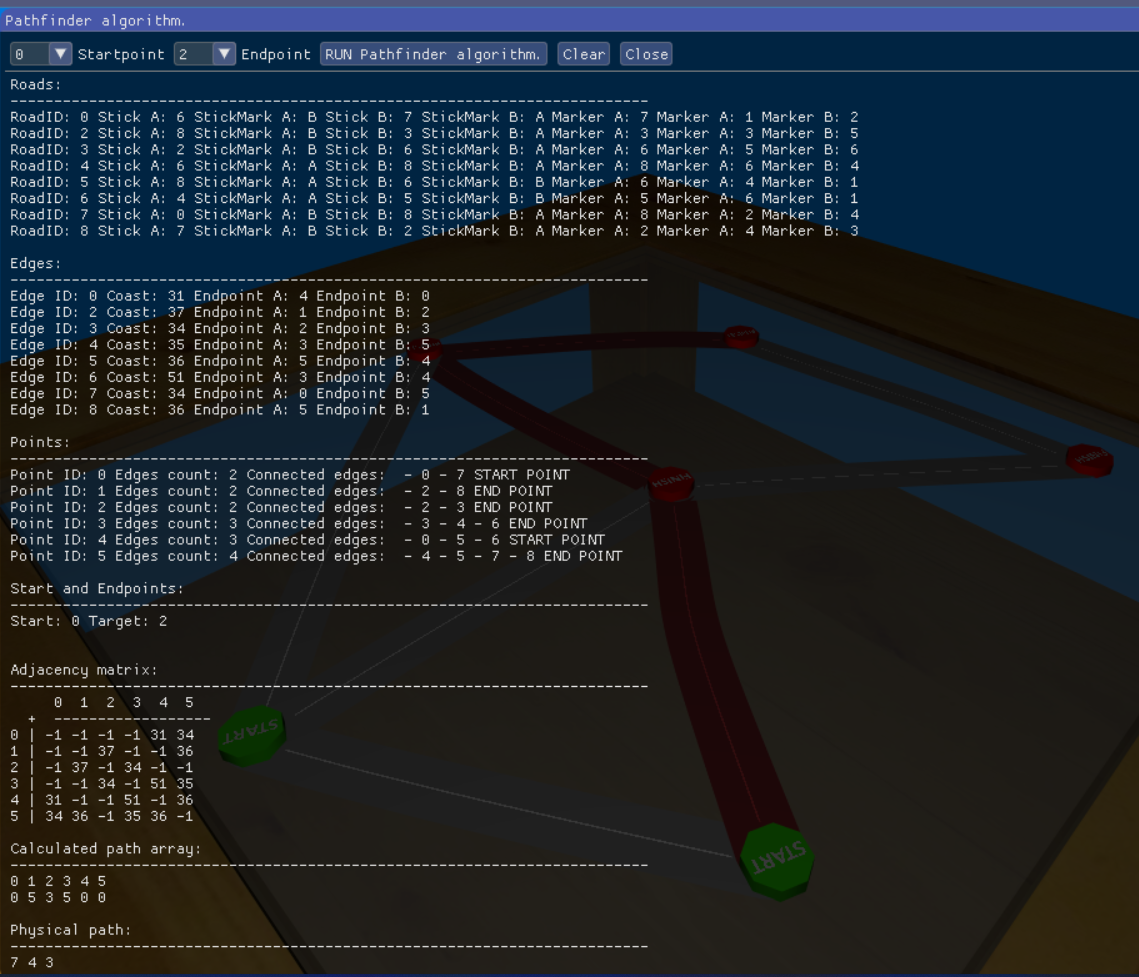 Pathfinder algorithm.
0 Startpoint 2 Endpoint RUN Pathfinder algorithm. Clear Close
Roads:
RoadID: 0 Stick A: 6 StickMark A: B Stick B: 7 StickMark B: A Marker A: 7 Marker A: 1 Marker B: 2
RoadID: 2 Stick A: 8 StickMark A: B Stick B: 3 StickMark B: A Marker A: 3 Marker A: 3 Marker B: 5
RoadID: 3 Stick A: 2 StickMark A: B Stick B: 6 StickMark B: A Marker A: 6 Marker A: 5 Marker B: 6
RoadID: 4 Stick A: 6 StickMark A: A Stick B: 8 StickMark B: A Marker A: 8 Marker A: 6 Marker B: 4
RoadID: 5 Stick A: 8 StickMark A: A Stick B: 6 StickMark B: B Marker A: 6 Marker A: 4 Marker B: 1
RoadID: 6 Stick A: 4 StickMark A: A Stick B: 5 StickMark B: B Marker A: 5 Marker A: 6 Marker B: 1
RoadID: 7 Stick A: 0 StickMark A: B Stick B: 8 StickMark B: A Marker A: 8 Marker A: 2 Marker B: 4
RoadID: 8 Stick A: 7 StickMark A: B Stick B: 2 StickMark B: A Marker A: 2 Marker A: 4 Marker B: 3
Edges:
Edge ID: 0 Coast: 31 Endpoint A: 4 Endpoint B: 0
Edge ID: 2 Coast: 37 Endpoint A: 1 Endpoint B: 2
Edge ID: 3 Coast: 34 Endpoint A: 2 Endpoint B: 3
Edge ID: 4 Coast: 35 Endpoint A: 3 Endpoint B: 5
Edge ID: 5 Coast: 36 Endpoint A: 5 Endpoint B: 4
Edge ID: 6 Coast: 51 Endpoint A: 3 Endpoint B: 4
Edge ID: 7 Coast: 34 Endpoint A: 0 Endpoint B: 5
Edge ID: 8 Coast: 36 Endpoint A: 5 Endpoint B: 1
Points:
Point ID: 0 Edges count: 2 Connected edges:  - 0 - 7 START POINT
Point ID: 1 Edges count: 2 Connected edges:  - 2 - 8 END POINT
Point ID: 2 Edges count: 2 Connected edges:  - 2 - 3 END POINT
Point ID: 3 Edges count: 3 Connected edges:  - 3 - 4 - 6 END POINT
Point ID: 4 Edges count: 3 Connected edges:  - 0 - 5 - 6 START POINT
Point ID: 5 Edges count: 4 Connected edges:  - 4 - 5 - 7 - 8 END POINT
Start and Endpoints:
Start: 0 Target: 2
Adjacency matrix:
0 1 2 3 4 5
+ ------------------
0 | -1 -1 -1 -1 31 34
1 | -1 -1 37 -1 -1 36
2 | -1 37 -1 34 -1 -1
3 | -1 -1 34 -1 51 35
4 | 31 -1 -1 51 -1 36
5 | 34 36 -1 35 36 -1
Calculated path array:
0 1 2 3 4 5
0 5 3 5 0 0
Physical path:
7 4 3
FINISH
START
START